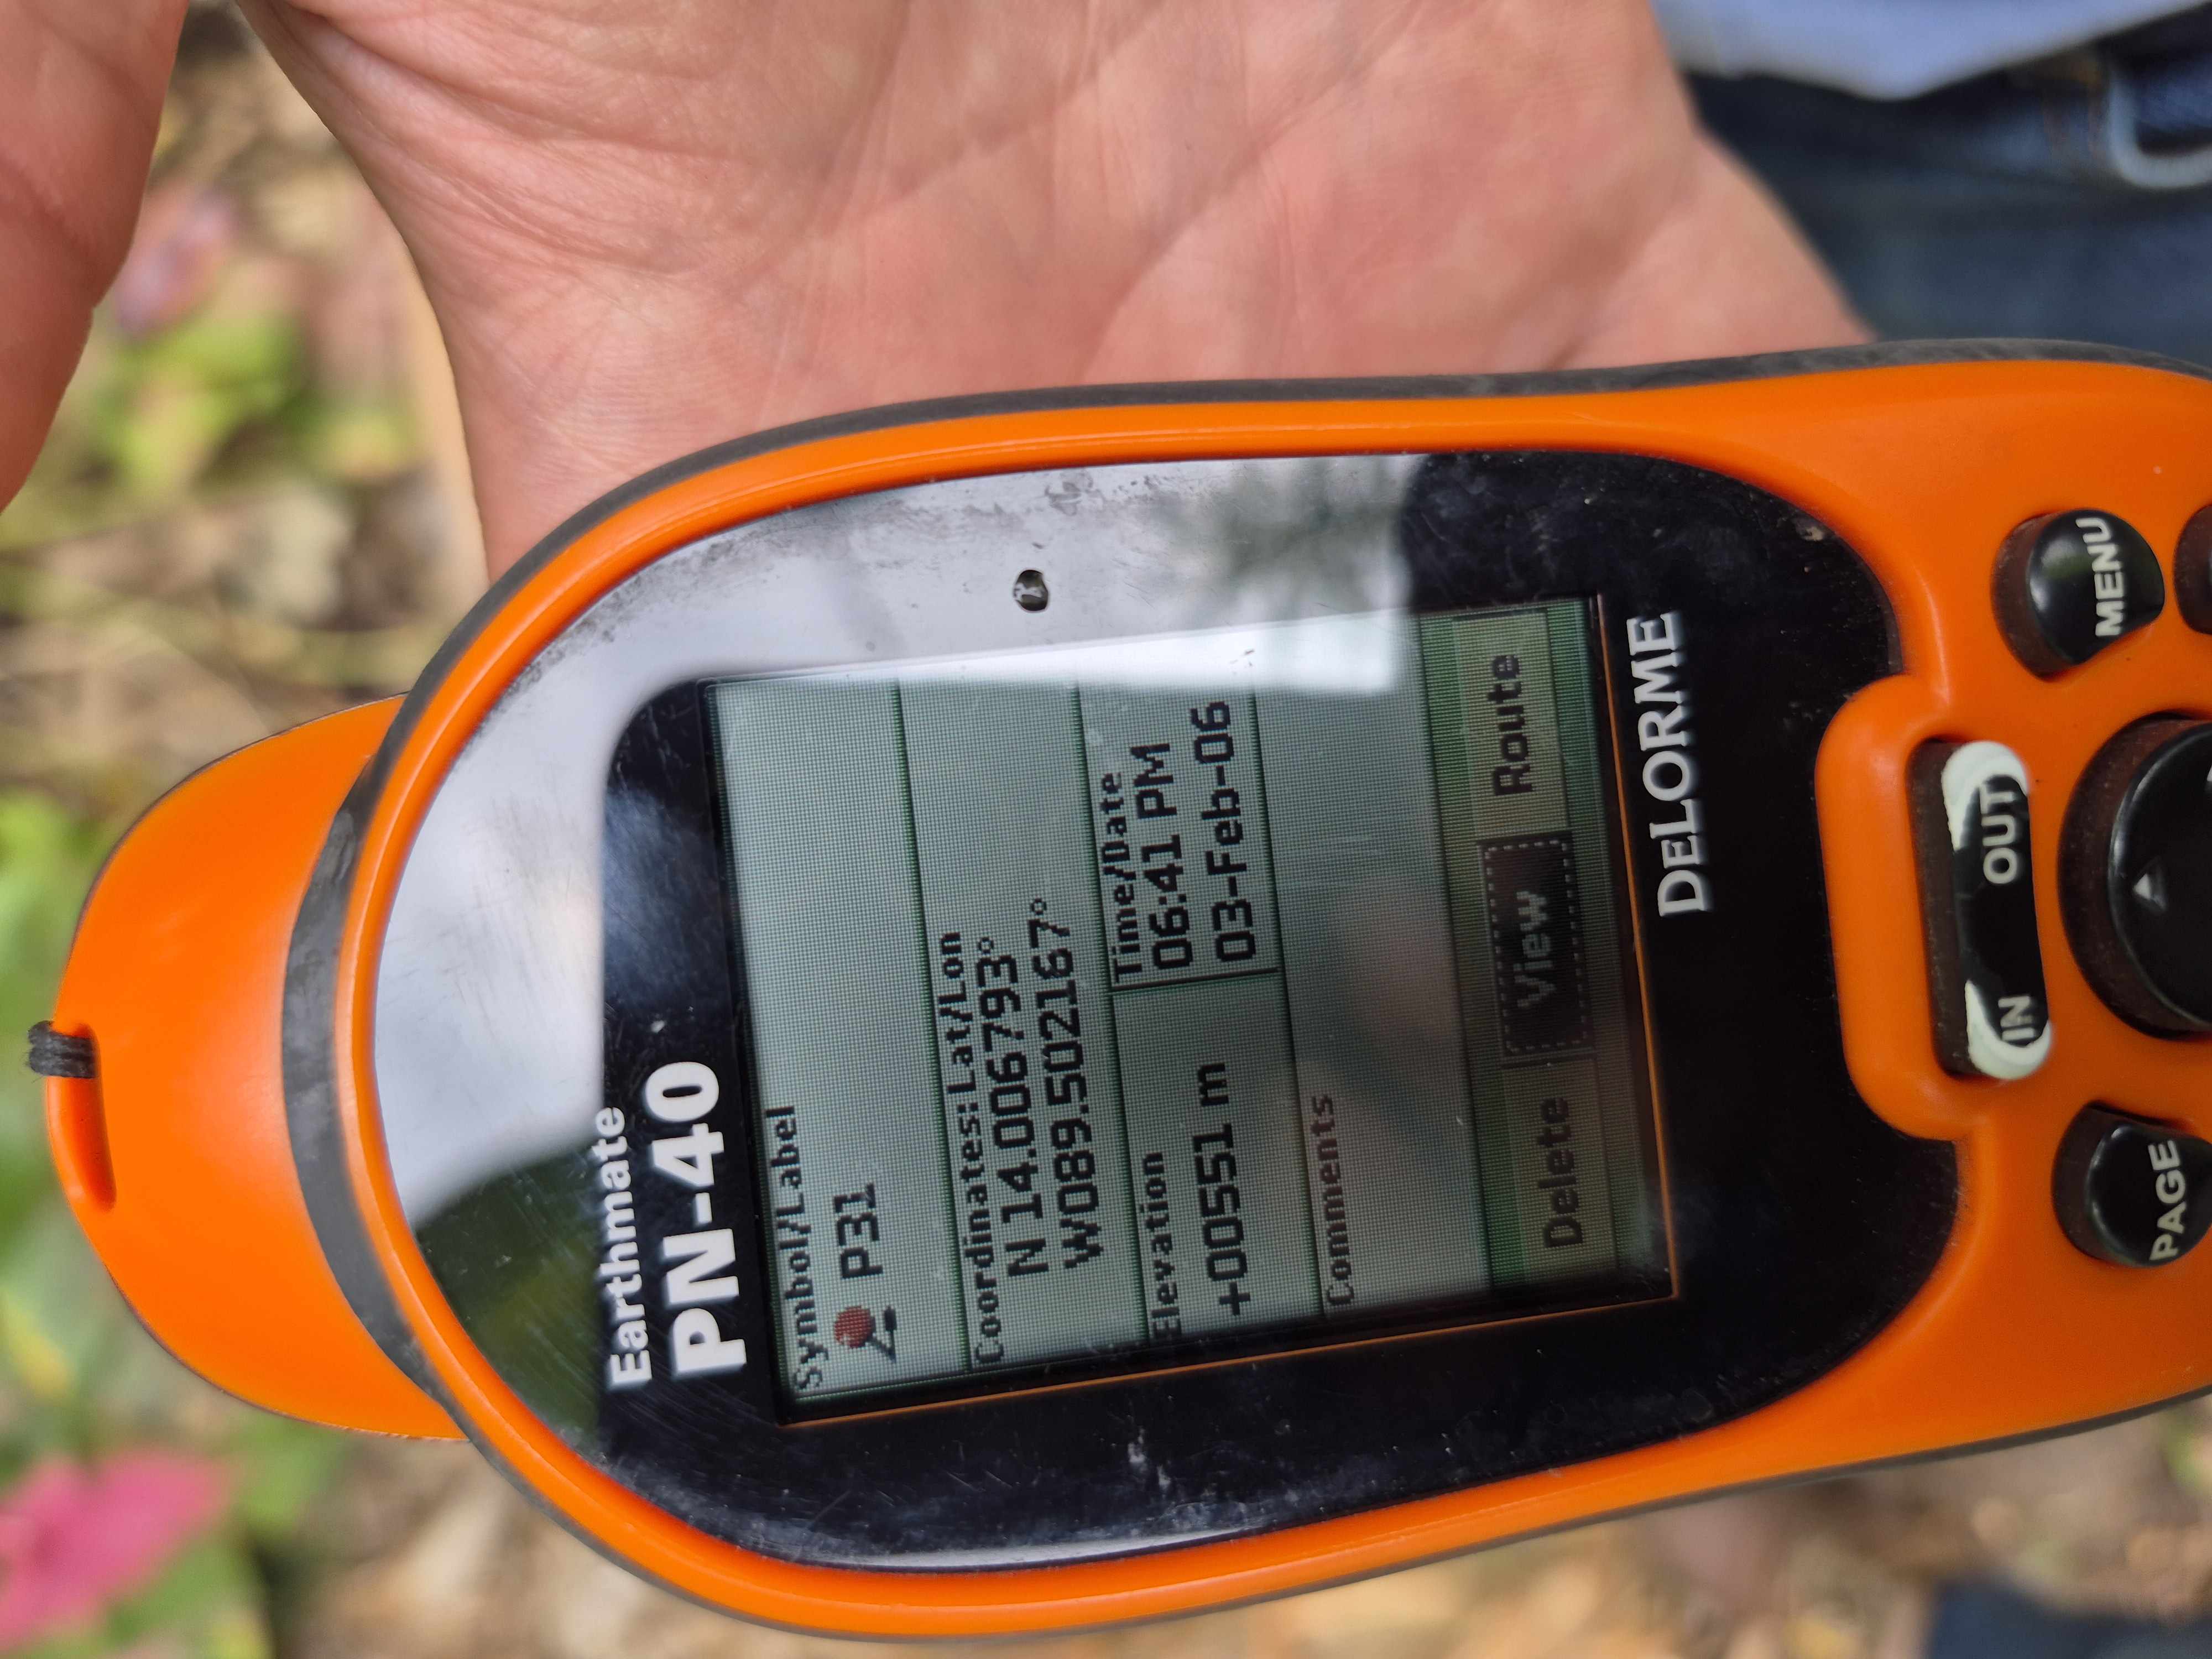 Earthmate
PN-40
Symbol/Label
P31
Coordinates:Lat/Lon
N 14.006793°
W089.502167°
Elevation
+00551 m
Time/Date
06:41 PM
03-Feb-06
Comments
Delete
View
Route
DELORME
PAGE
IN
OUT
MENU